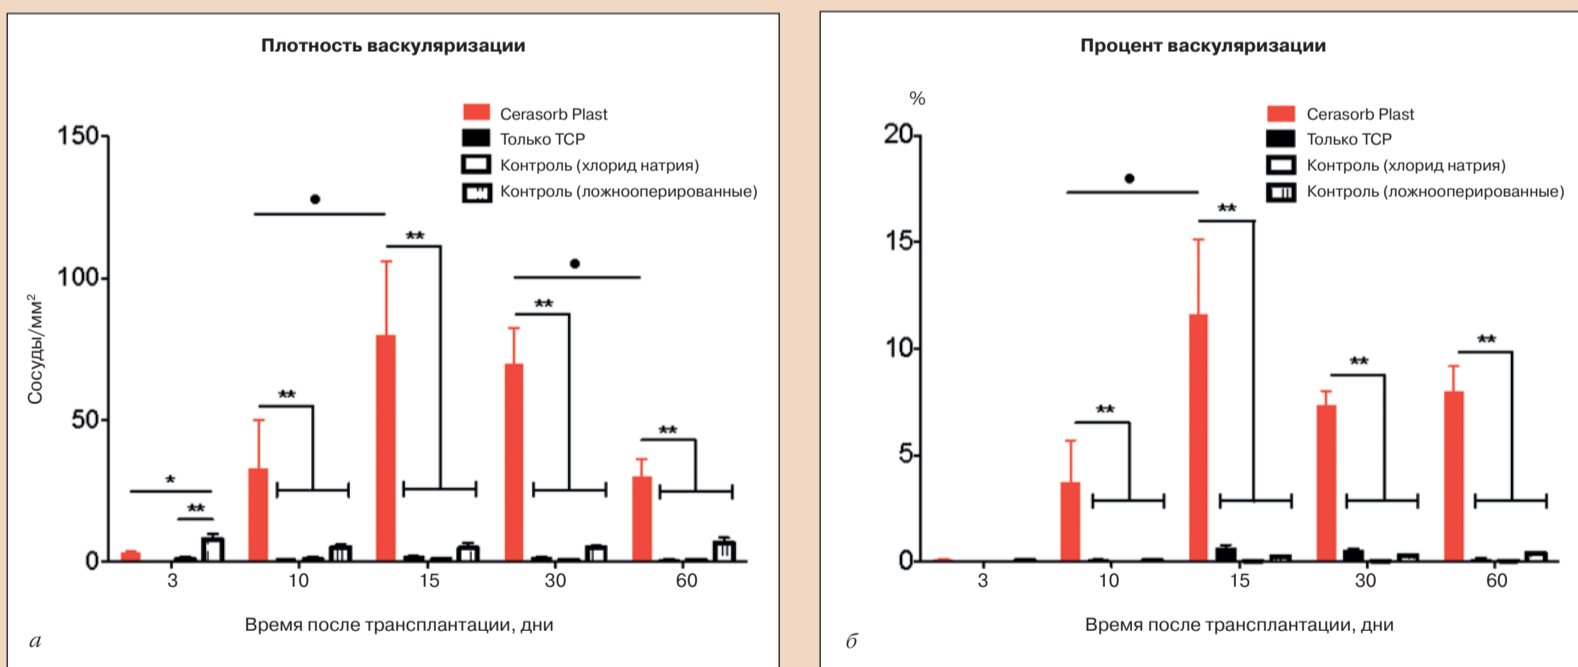 Плотность васкуляризации
Cerasorb Plast
Только TCP
Контроль (хлорид натрия)
Контроль (ложнооперированные)
150
100
50
0
Сосуды/мм²
*
**
**
**
**
**
3
10
15
30
60
Время после трансплантации, дни
а
Процент васкуляризации
%
Cerasorb Plast
Только TCP
Контроль (хлорид натрия)
Контроль (ложнооперированные)
20
15
10
5
0
**
**
**
**
3
10
15
30
60
Время после трансплантации, дни
б